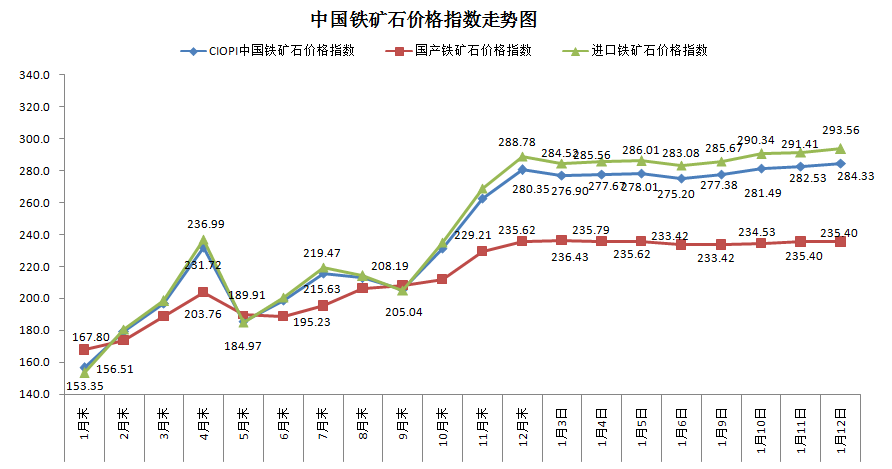 中国铁矿石价格指数走势图
CIOPI中国铁矿石价格指数 国产铁矿石价格指数 进口铁矿石价格指数
340.0
320.0
300.0
280.0
260.0
240.0
220.0
200.0
180.0
160.0
140.0
167.80
156.51
153.35
236.99
231.72
203.76
189.91
184.97
219.47
215.63
195.23
208.19
205.04
229.21
288.78
280.35
235.62
284.52
276.90
236.43
285.56
277.67
235.79
286.01
278.01
235.62
283.08
275.20
233.42
285.67
277.38
233.42
290.34
281.49
234.53
291.41
282.53
235.40
293.56
284.33
235.40
1月末
2月末
3月末
4月末
5月末
6月末
7月末
8月末
9月末
10月末
11月末
12月末
1月3日
1月4日
1月5日
1月6日
1月9日
1月10日
1月11日
1月12日